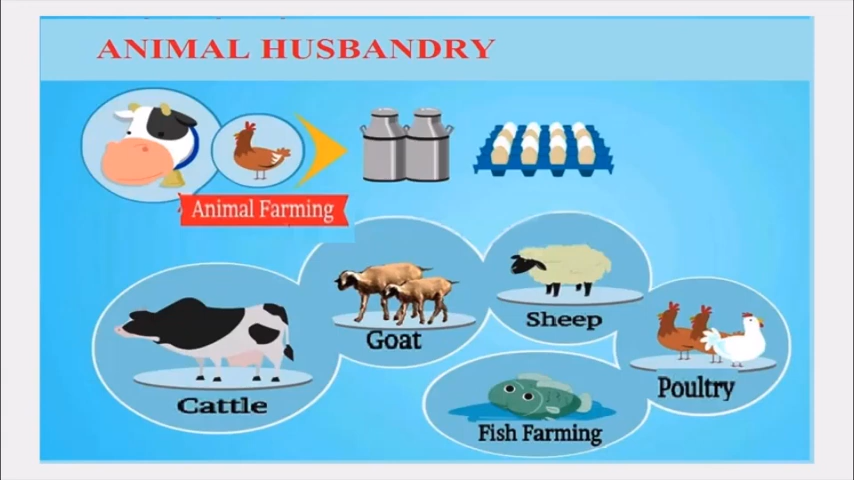 ANIMAL HUSBANDRY
Animal Farming
Goat
Sheep
Cattle
Poultry
Fish Farming